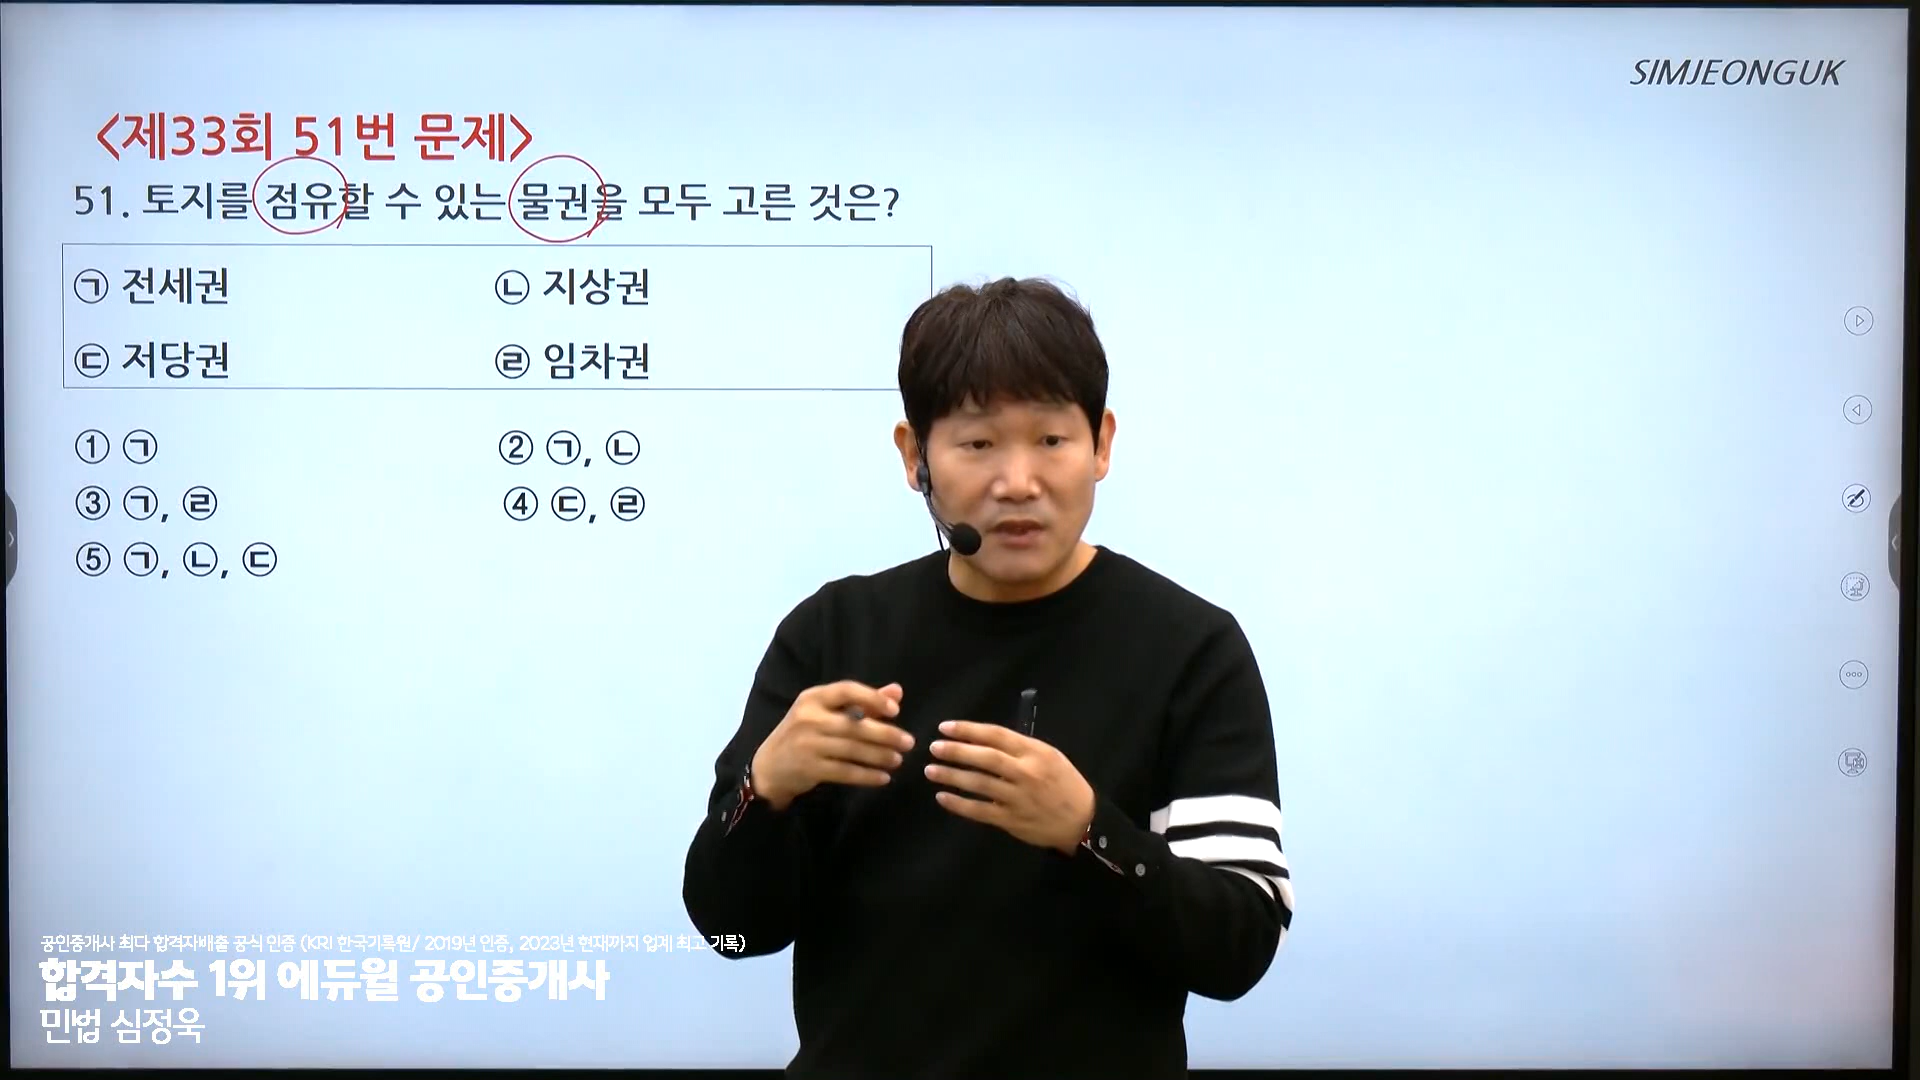 SIMJEONGUK
<제33회 51번 문제>
51. 토지를 점유할 수 있는 물권을 모두 고른 것은?
㉠ 전세권 ㉡ 지상권
㉢ 저당권 ㉣ 임차권
① ㉠ ② ㉠, ㉡
③ ㉠, ㉣ ④ ㉢, ㉣
⑤ ㉠, ㉡, ㉢
공인중개사 최다 합격자배출 공식 인증 (KRI 한국기록원/ 2019년 인증, 2023년 현재까지 업계 최고 기록)
합격자수 1위 에듀윌 공인중개사
민법 심정욱